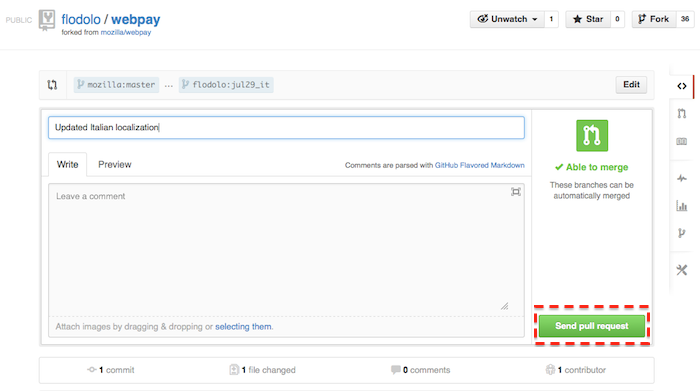 PUBLIC flodolo / webpay
forked from mozilla/webpay
Unwatch 1 Star 0 Fork 36
mozilla:master ... flodolo:jul29_it Edit
Updated Italian localization
Write Preview Comments are parsed with GitHub Flavored Markdown
Leave a comment
Able to merge
These branches can be
automatically merged
Attach images by dragging & dropping or selecting them.
Send pull request
1 commit 1 file changed 0 comments 1 contributor